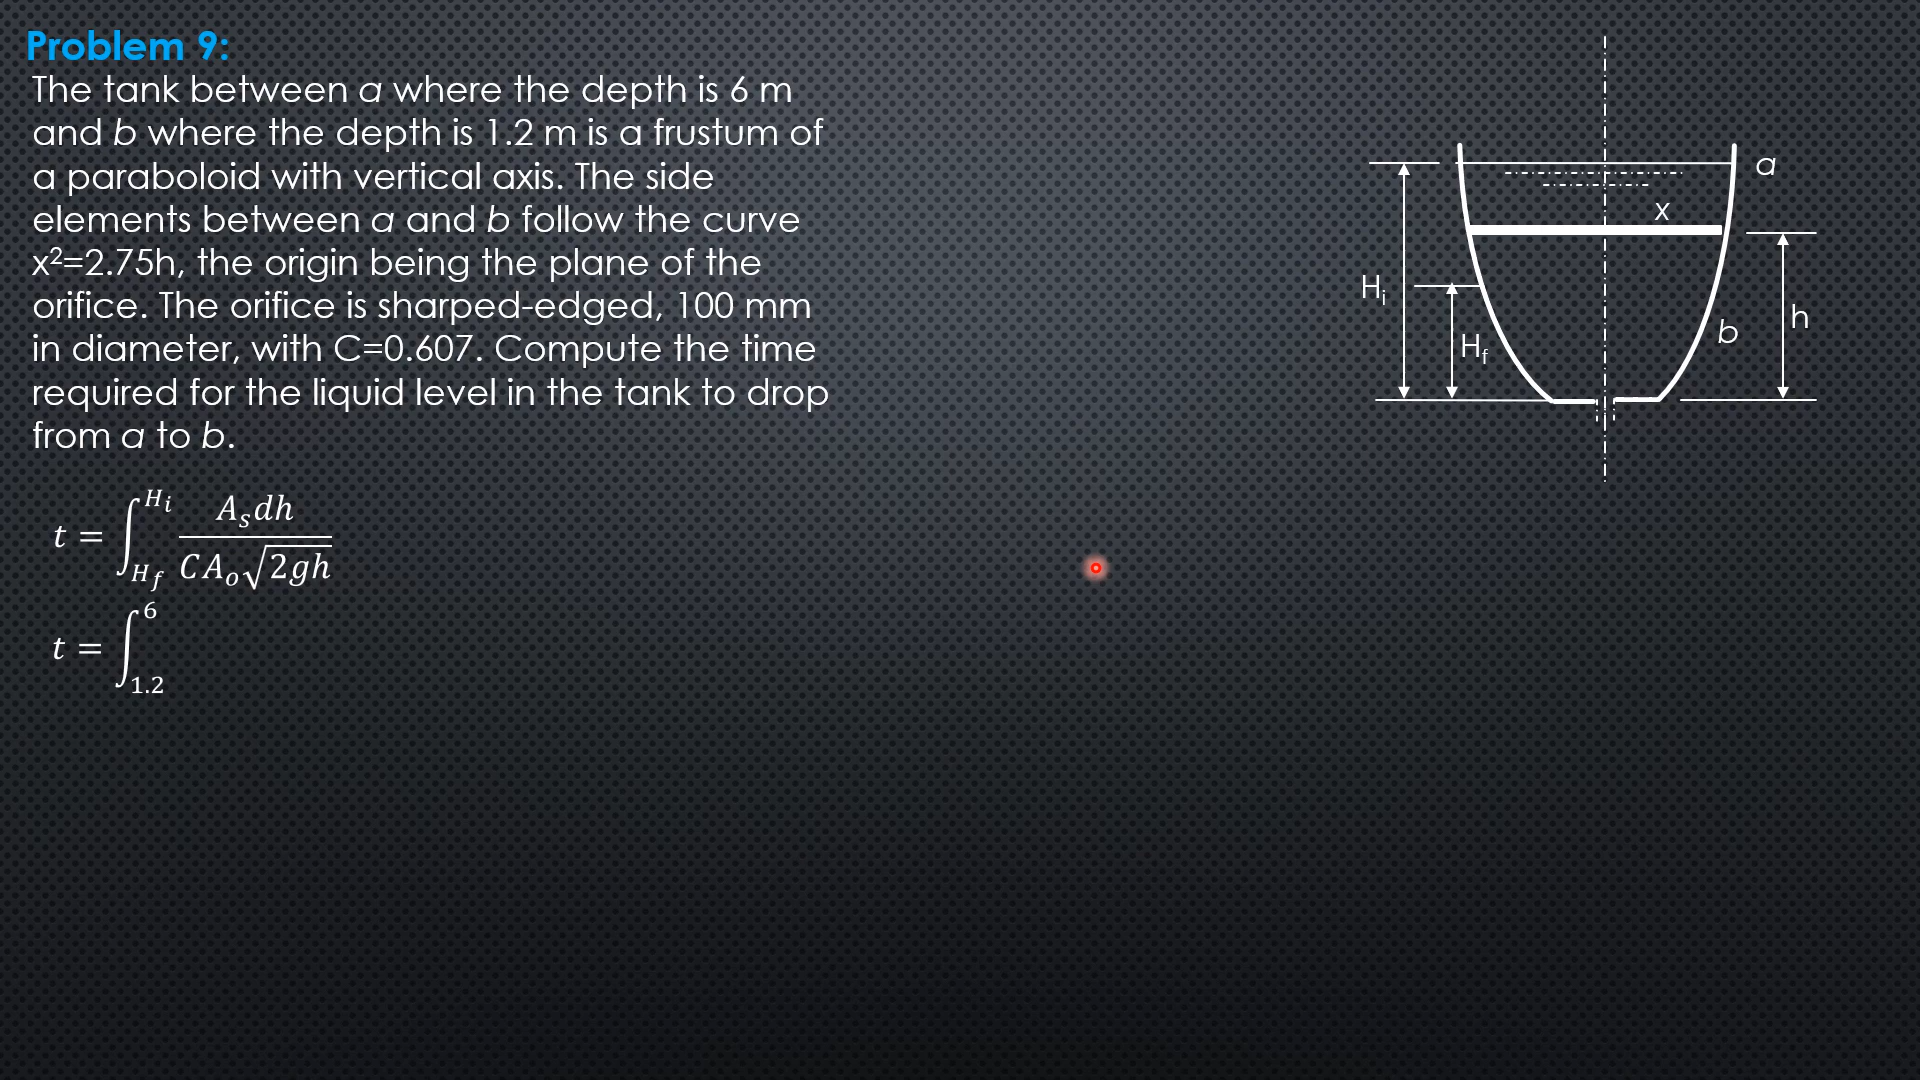 Problem 9:
The tank between a where the depth is 6 m
and b where the depth is 1.2 m is a frustum of
a paraboloid with vertical axis. The side
elements between a and b follow the curve
x²=2.75h, the origin being the plane of the
orifice. The orifice is sharped-edged, 100 mm
in diameter, with C=0.607. Compute the time
required for the liquid level in the tank to drop
from a to b.
t = ∫_{H_f}^{H_i} \frac{A_s dh}{C A_o \sqrt{2gh}}
t = ∫_{1.2}^{6}
a
x
H_i
H_f
b
h